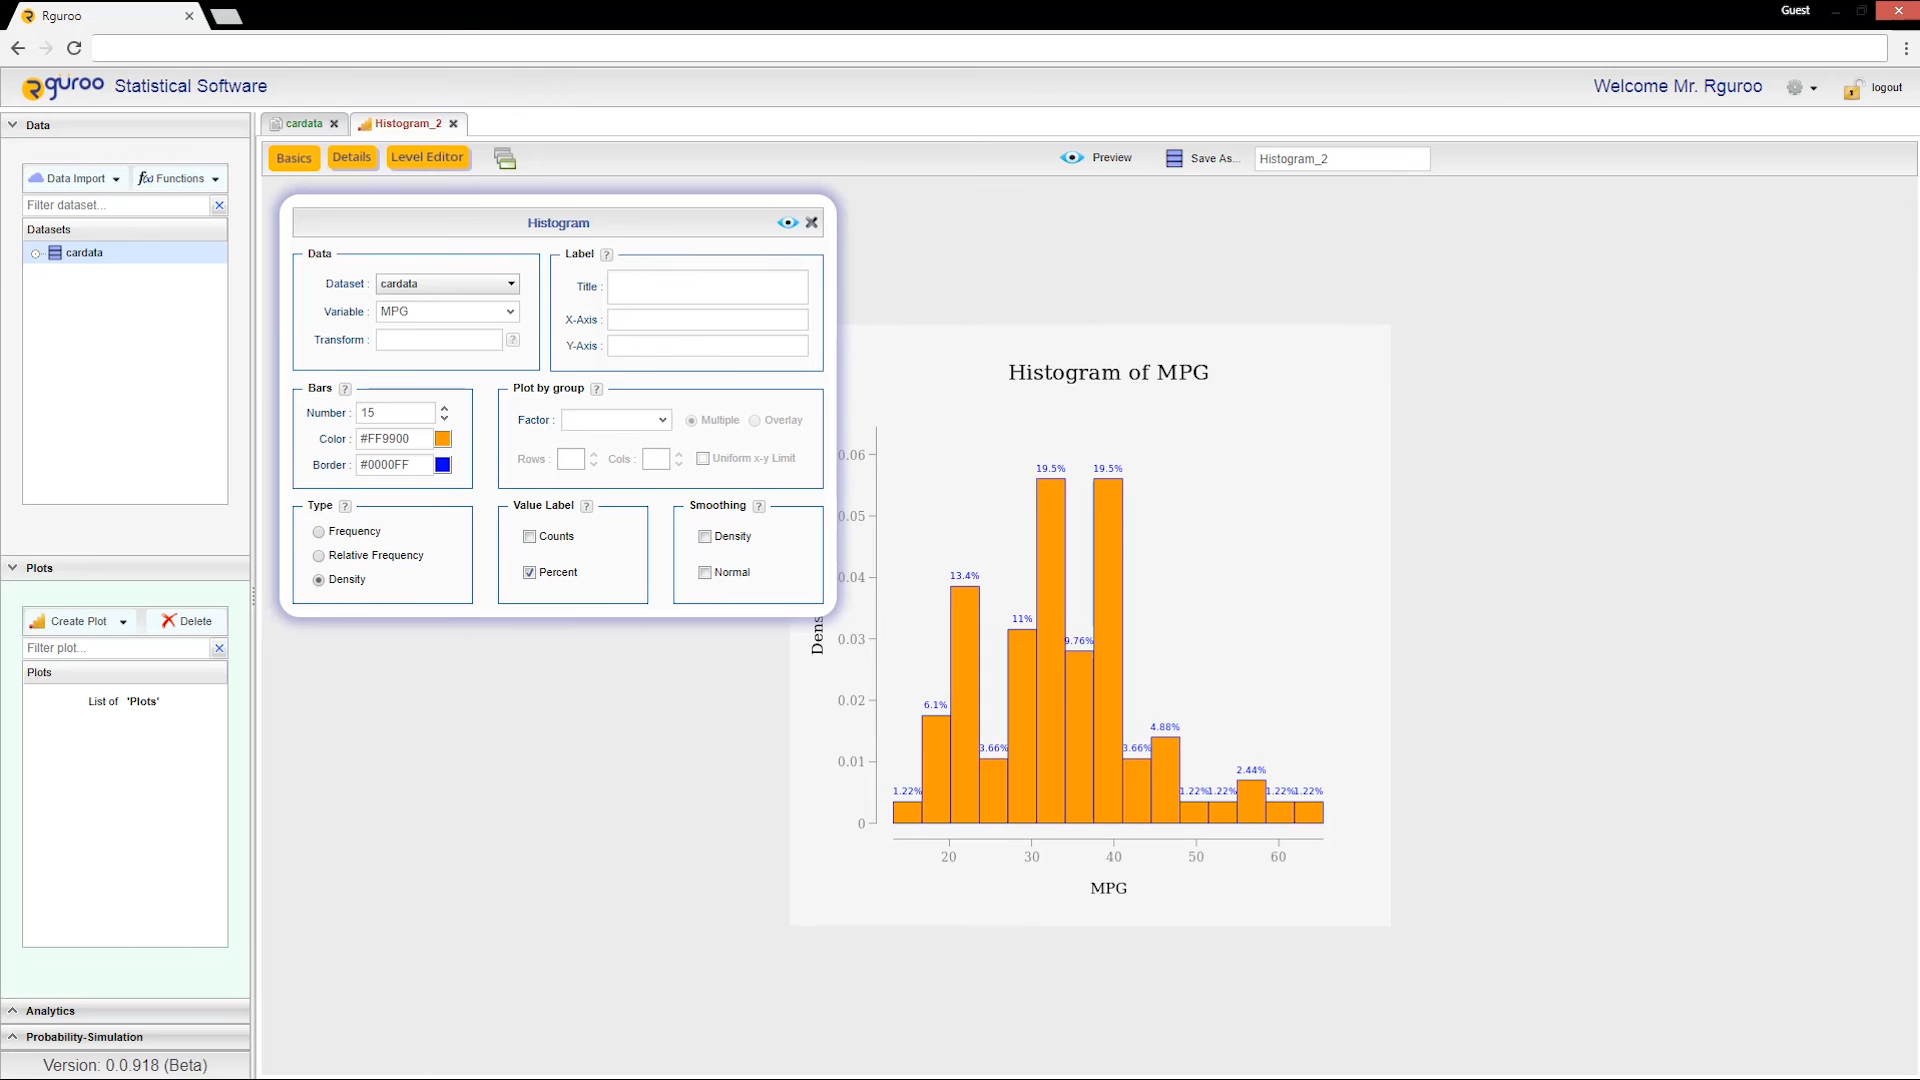 Rguroo
Guest
Rguroo Statistical Software
Welcome Mr. Rguroo
logout
Data
cardata
Histogram_2
Basics
Details
Level Editor
Preview
Save As...
Histogram_2
Data Import
f(x) Functions
Filter dataset...
Datasets
cardata
Histogram
Data
Dataset :
cardata
Variable :
MPG
Transform :
?
Label ?
Title :
X-Axis :
Y-Axis :
Bars ?
Number :
15
Color :
#FF9900
Border :
#0000FF
Plot by group ?
Factor :
Multiple
Overlay
Rows :
Cols :
Uniform x-y Limit
Type ?
Frequency
Relative Frequency
Density
Value Label ?
Counts
Percent
Smoothing ?
Density
Normal
Histogram of MPG
0.06
0.05
0.04
0.03
0.02
0.01
0
Dens
1.22%
6.1%
13.4%
3.66%
11%
19.5%
9.76%
19.5%
3.66%
4.88%
1.22%
1.22%
2.44%
1.22%
1.22%
20
30
40
50
60
MPG
Plots
Create Plot
Delete
Filter plot...
Plots
List of 'Plots'
Analytics
Probability-Simulation
Version: 0.0.918 (Beta)